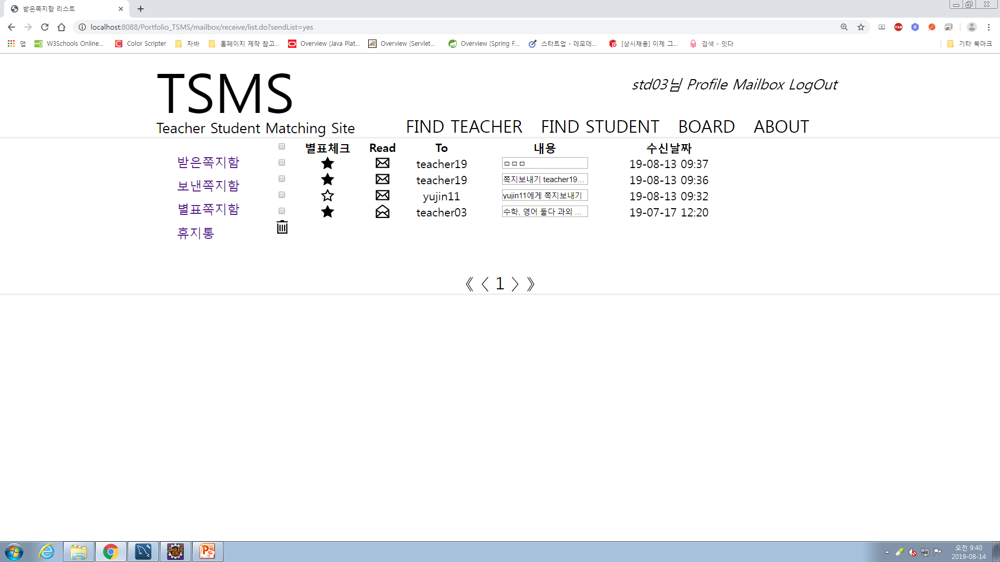 받은쪽지함 리스트
localhost:8088/Portfolio_TSMS/mailbox/receive/list.do?sendList=yes
앱 W3Schools Online... Color Scripter 자바 홈페이지 제작 참고... Overview (Java Plat... Overview (Servlet... Overview (Spring F... 스타트업 - 데모데... [상시채용] 이제 그... 검색 - 잇다 기타 북마크
TSMS
std03님 Profile Mailbox LogOut
Teacher Student Matching Site
FIND TEACHER FIND STUDENT BOARD ABOUT
받은쪽지함
보낸쪽지함
별표쪽지함
휴지통
별표체크 Read To 내용 수신날짜
teacher19 ㅁㅁㅁ 19-08-13 09:37
teacher19 쪽지보내기 teacher19... 19-08-13 09:36
yujin11 yujin11에게 쪽지보내기 19-08-13 09:32
teacher03 수학, 영어 둘다 과외 ... 19-07-17 12:20
《 〈 1 〉 》
Java EE
IDE
오전 9:40
2019-08-14